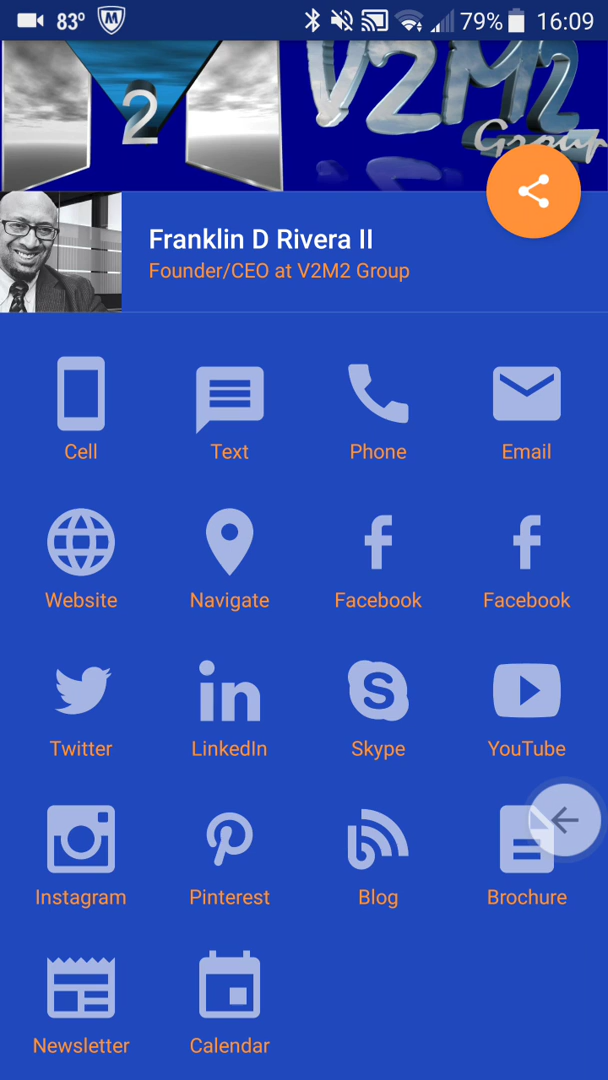 83º
79%
16:09
2
V2M2
Group
Franklin D Rivera II
Founder/CEO at V2M2 Group
Cell
Text
Phone
Email
Website
Navigate
Facebook
Facebook
Twitter
LinkedIn
Skype
YouTube
Instagram
Pinterest
Blog
Brochure
Newsletter
Calendar